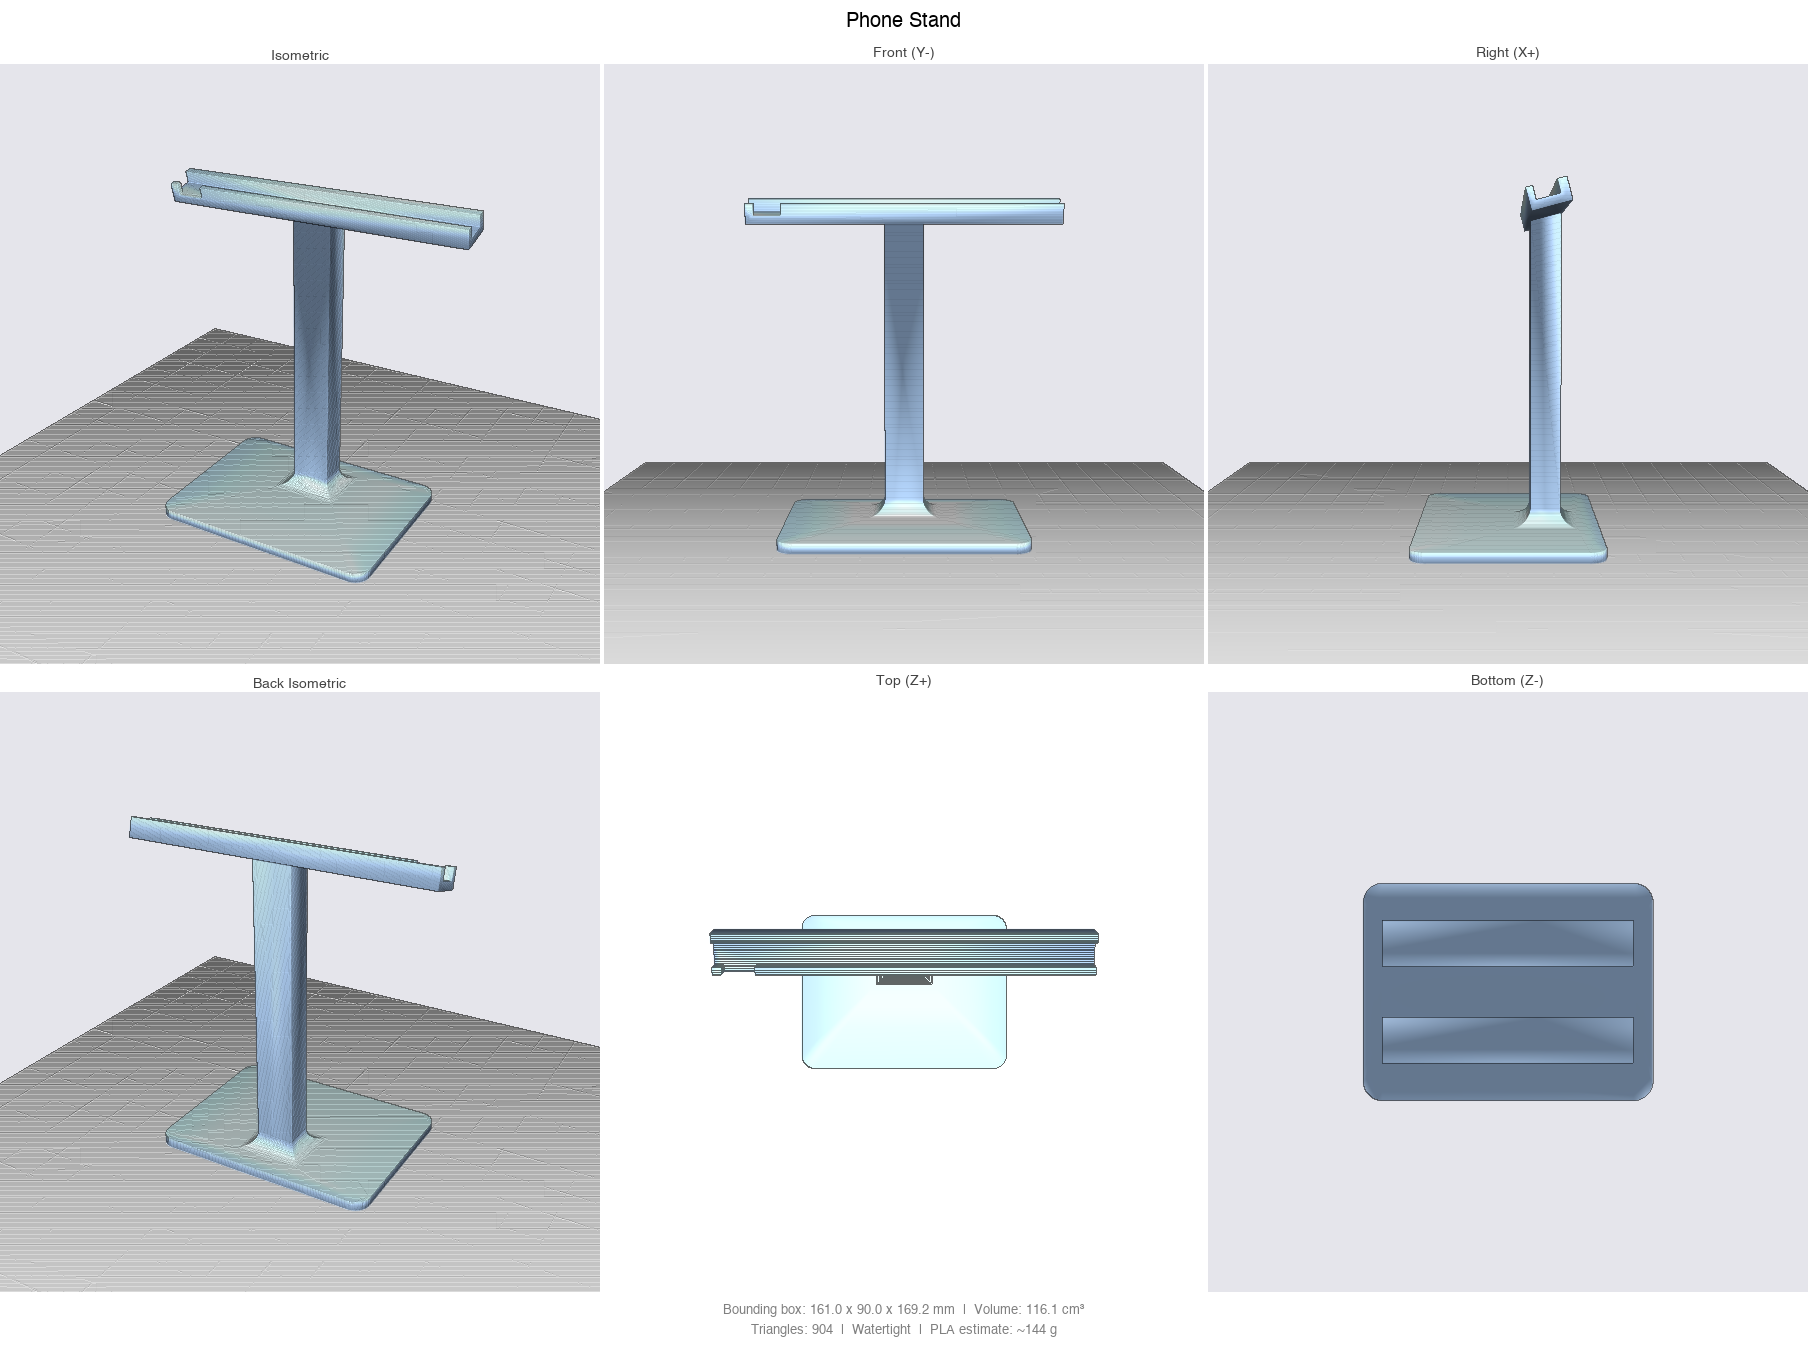 Phone Stand
Isometric
Front (Y-)
Right (X+)
Back Isometric
Top (Z+)
Bottom (Z-)
Bounding box: 161.0 x 90.0 x 169.2 mm | Volume: 116.1 cm³
Triangles: 904 | Watertight | PLA estimate: ~144 g